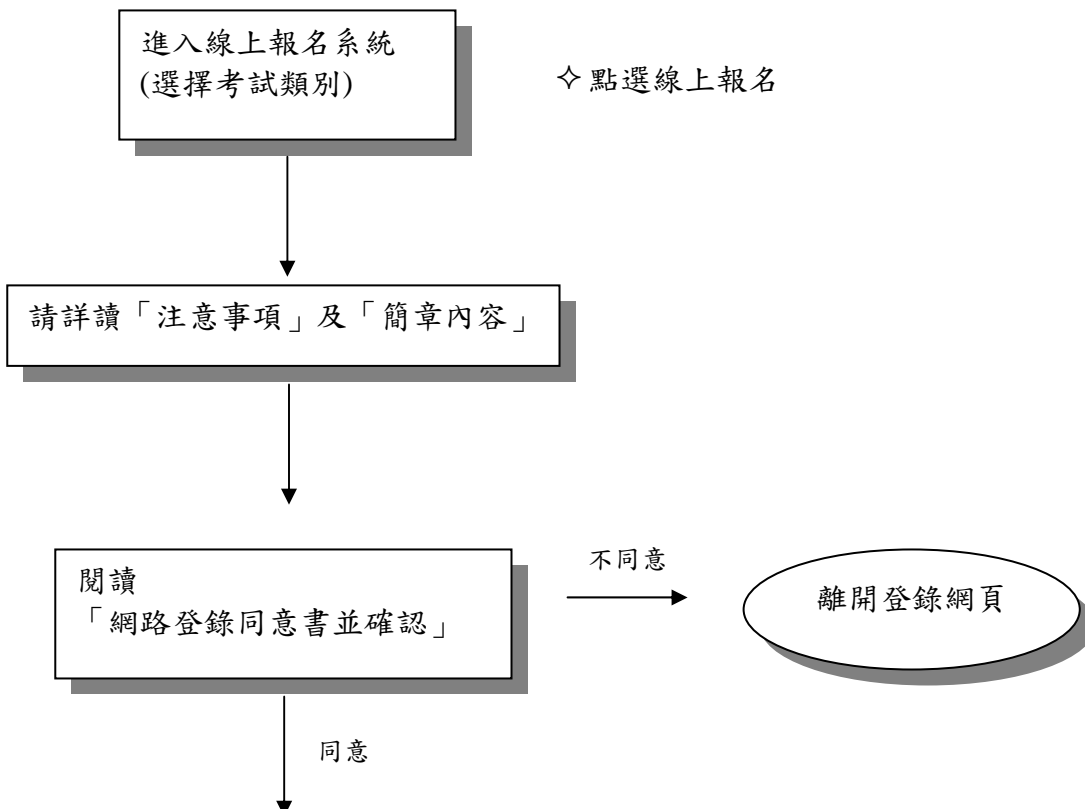 進入線上報名系統
(選擇考試類別)
✧點選線上報名
請詳讀「注意事項」及「簡章內容」
閱讀
「網路登錄同意書並確認」
不同意
離開登錄網頁
同意